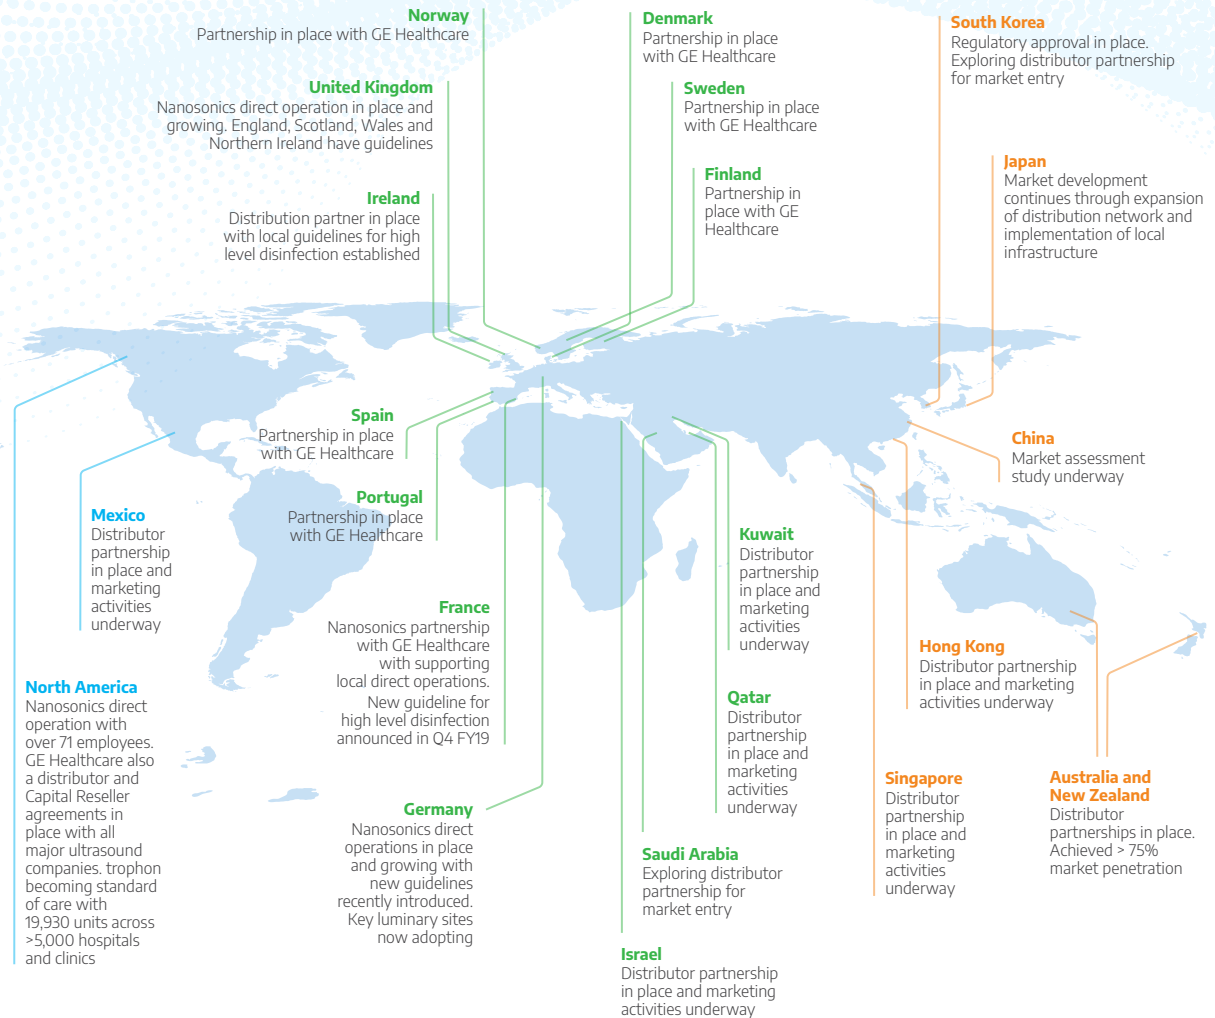 Norway
Partnership in place with GE Healthcare
Denmark
Partnership in place
with GE Healthcare
South Korea
Regulatory approval in place.
Exploring distributor partnership
for market entry
United Kingdom
Nanosonics direct operation in place and
growing. England, Scotland, Wales and
Northern Ireland have guidelines
Sweden
Partnership in place
with GE Healthcare
Ireland
Distribution partner in place
with local guidelines for high
level disinfection established
Finland
Partnership in
place with GE
Healthcare
Japan
Market development
continues through expansion
of distribution network and
implementation of local
infrastructure
Spain
Partnership in place
with GE Healthcare
China
Market assessment
study underway
Portugal
Partnership in place
with GE Healthcare
Mexico
Distributor
partnership
in place and
marketing
activities
underway
Kuwait
Distributor
partnership
in place and
marketing
activities
underway
France
Nanosonics partnership
with GE Healthcare
with supporting
local direct operations.
New guideline for
high level disinfection
announced in Q4 FY19
Hong Kong
Distributor partnership
in place and marketing
activities underway
North America
Nanosonics direct
operation with
over 71 employees.
GE Healthcare also
a distributor and
Capital Reseller
agreements in
place with all
major ultrasound
companies. trophon
becoming standard
of care with
19,930 units across
>5,000 hospitals
and clinics
Qatar
Distributor
partnership
in place and
marketing
activities
underway
Germany
Nanosonics direct
operations in place
and growing with
new guidelines
recently introduced.
Key luminary sites
now adopting
Singapore
Distributor
partnership
in place and
marketing
activities
underway
Australia and
New Zealand
Distributor
partnerships in place.
Achieved > 75%
market penetration
Saudi Arabia
Exploring distributor
partnership for
market entry
Israel
Distributor partnership
in place and marketing
activities underway